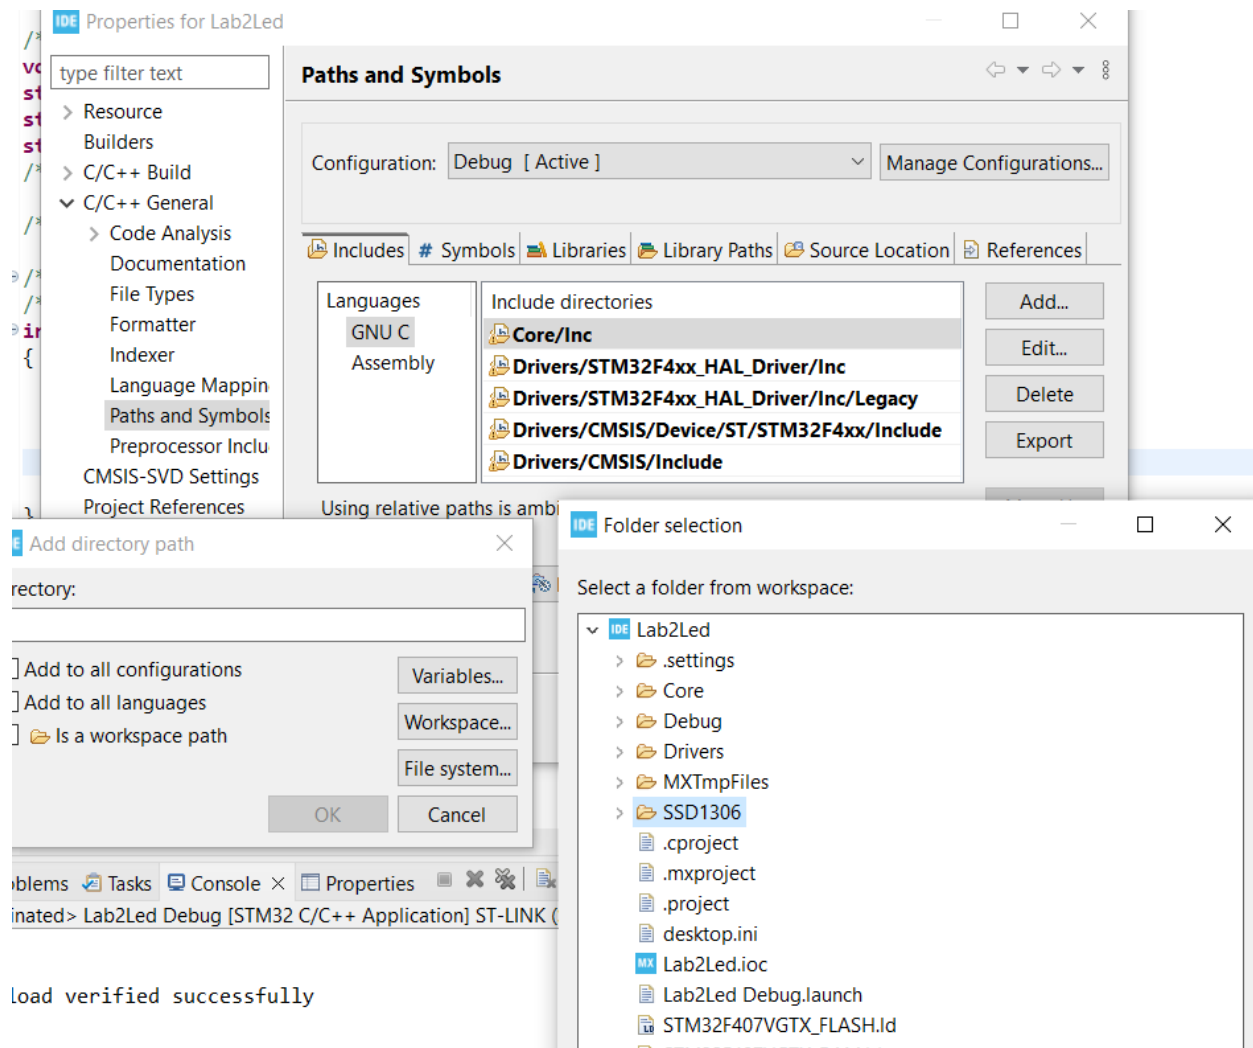 IDE Properties for Lab2Led
type filter text
Resource
Builders
C/C++ Build
C/C++ General
Code Analysis
Documentation
File Types
Formatter
Indexer
Language Mappin
Paths and Symbols
Preprocessor Inclu
CMSIS-SVD Settings
Project References
Paths and Symbols
Configuration: Debug [ Active ] Manage Configurations...
Includes # Symbols Libraries Library Paths Source Location References
Languages
GNU C
Assembly
Include directories
Core/Inc
Drivers/STM32F4xx_HAL_Driver/Inc
Drivers/STM32F4xx_HAL_Driver/Inc/Legacy
Drivers/CMSIS/Device/ST/STM32F4xx/Include
Drivers/CMSIS/Include
Add...
Edit...
Delete
Export
Using relative paths is ambi
Add directory path
rectory:
Add to all configurations
Add to all languages
Is a workspace path
Variables...
Workspace...
File system...
OK Cancel
IDE Folder selection
Select a folder from workspace:
IDE Lab2Led
.settings
Core
Debug
Drivers
MXTmpFiles
SSD1306
.cproject
.mxproject
.project
desktop.ini
MX Lab2Led.ioc
Lab2Led Debug.launch
STM32F407VGTX_FLASH.ld
oblems Tasks Console Properties
inated> Lab2Led Debug [STM32 C/C++ Application] ST-LINK (
load verified successfully